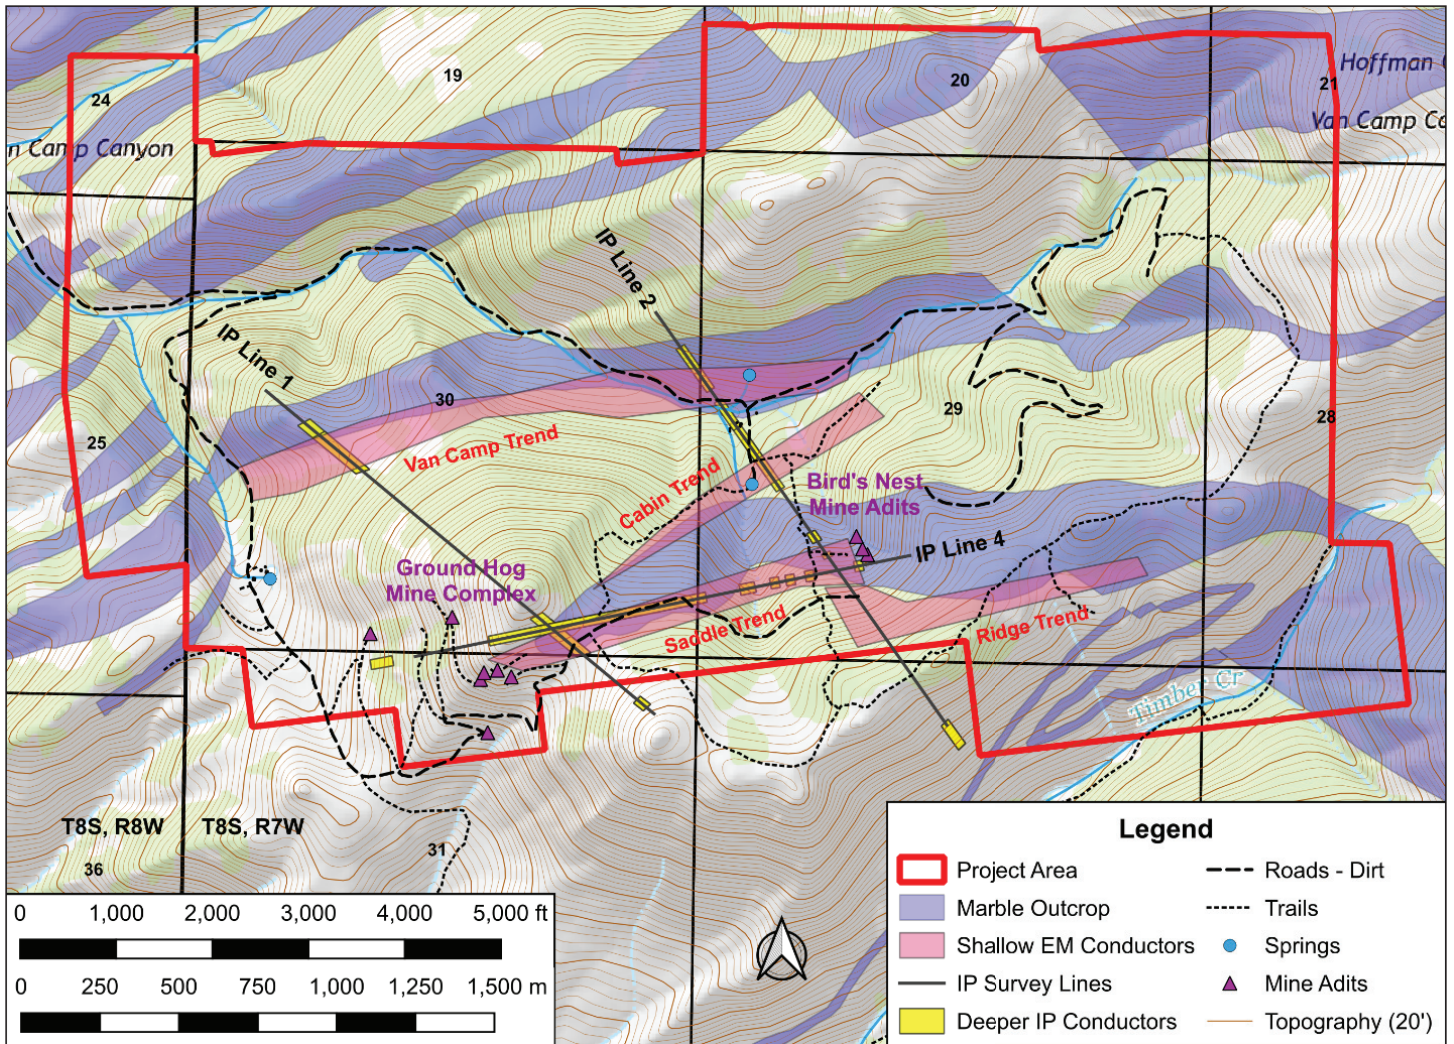 19
20
21
24
Hoffman
Van Camp Ca
n Camp Canyon
IP Line 2
IP Line 1
30
29
28
25
Van Camp Trend
Cabin Trend
Bird's Nest
Mine Adits
IP Line 4
Ground Hog
Mine Complex
Saddle Trend
Ridge Trend
Timber Cr
T8S, R8W
T8S, R7W
36
31
0 1,000 2,000 3,000 4,000 5,000 ft
0 250 500 750 1,000 1,250 1,500 m
Legend
Project Area
Marble Outcrop
Shallow EM Conductors
IP Survey Lines
Deeper IP Conductors
Roads - Dirt
Trails
Springs
Mine Adits
Topography (20')